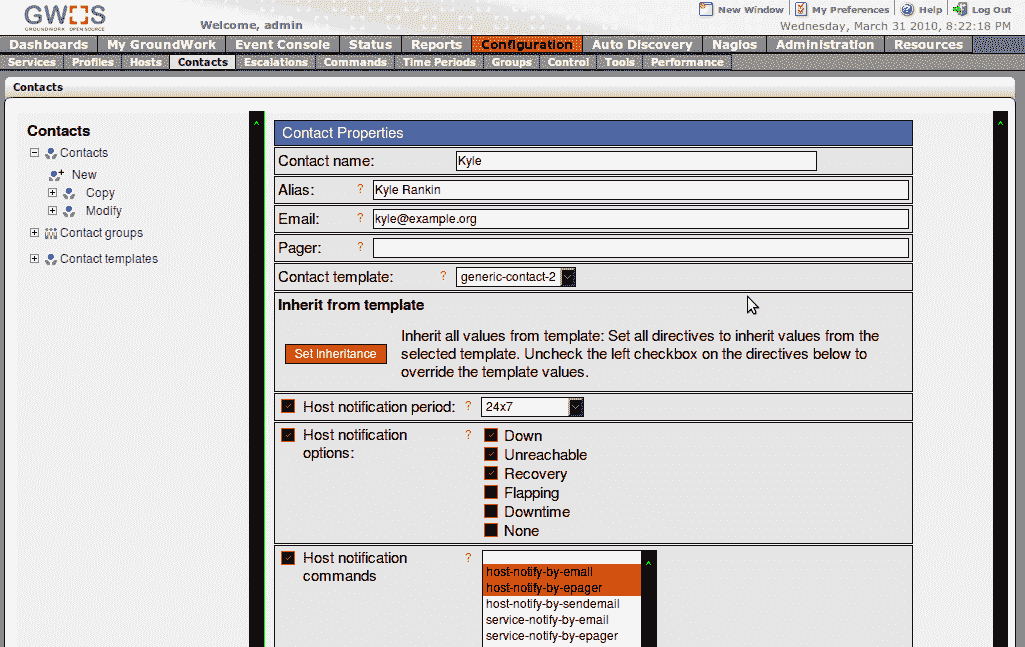 GWOS
GROUNDWORK OPEN SOURCE
Welcome, admin
New Window My Preferences Help Log Out
Wednesday, March 31 2010, 8:22:18 PM
Dashboards My GroundWork Event Console Status Reports Configuration Auto Discovery Nagios Administration Resources
Services Profiles Hosts Contacts Escalations Commands Time Periods Groups Control Tools Performance
Contacts
Contacts
Contacts
New
Copy
Modify
Contact groups
Contact templates
Contact Properties
Contact name: Kyle
Alias: ? Kyle Rankin
Email: ? kyle@example.org
Pager: ?
Contact template: ? generic-contact-2
Inherit from template
Set Inheritance
Inherit all values from template: Set all directives to inherit values from the
selected template. Uncheck the left checkbox on the directives below to
override the template values.
Host notification period: ? 24x7
Host notification
options:
?
Down
Unreachable
Recovery
Flapping
Downtime
None
Host notification
commands
?
host-notify-by-email
host-notify-by-epager
host-notify-by-sendemail
service-notify-by-email
service-notify-by-epager